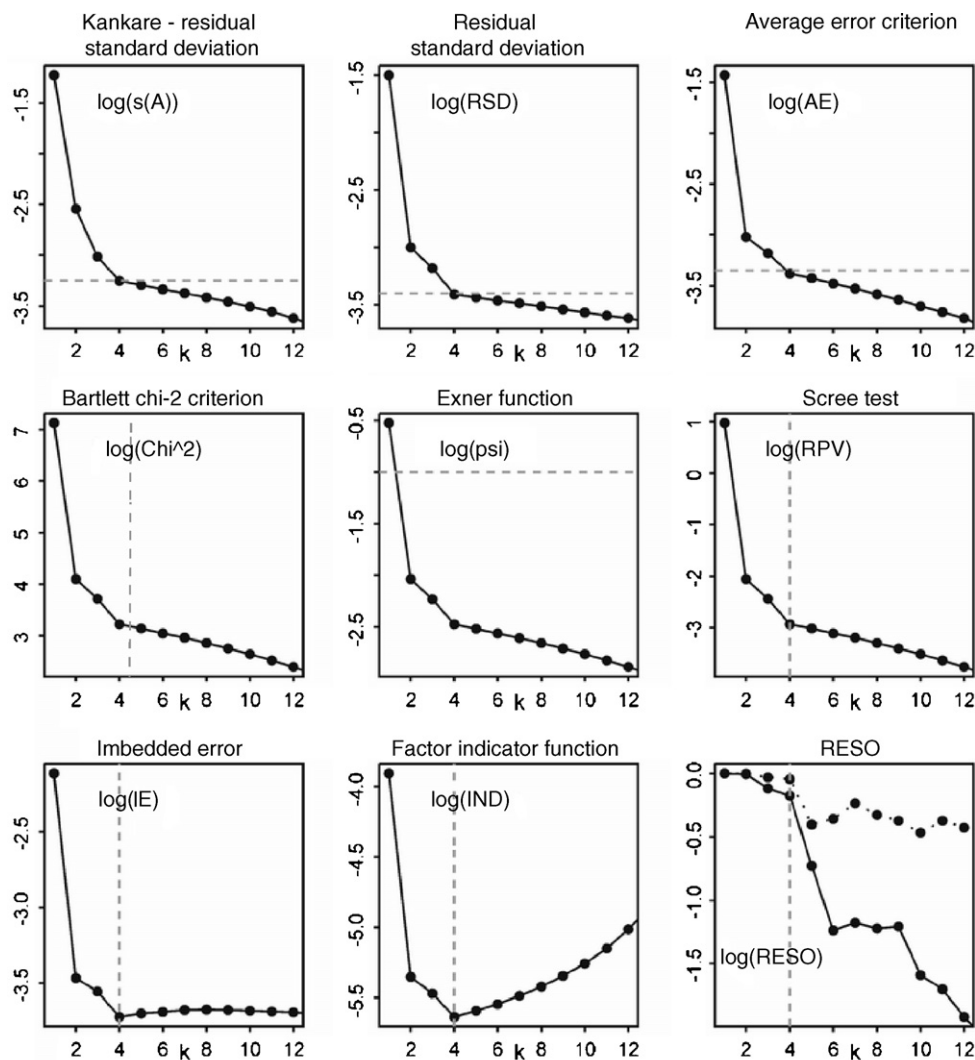 Kankare - residual
standard deviation
Residual
standard deviation
Average error criterion
log(s(A))
-1.5
-2.5
-3.5
2 4 k 6 8 10 12
log(RSD)
-1.5
-2.5
-3.5
2 4 k 6 8 10 12
log(AE)
-1.5
-2.5
-3.5
2 4 k 6 8 10 12
Bartlett chi-2 criterion
Exner function
Scree test
log(Chi^2)
7
6
5
4
3
2 4 k 6 8 10 12
log(psi)
-0.5
-1.5
-2.5
2 4 k 6 8 10 12
log(RPV)
1
0
-1
-2
-3
2 4 k 6 8 10 12
Imbedded error
Factor indicator function
RESO
log(IE)
-2.5
-3.0
-3.5
2 4 k 6 8 10 12
log(IND)
-4.0
-4.5
-5.0
-5.5
2 4 k 6 8 10 12
0.0
-0.5
-1.0
-1.5
log(RESO)
2 4 k 6 8 10 12